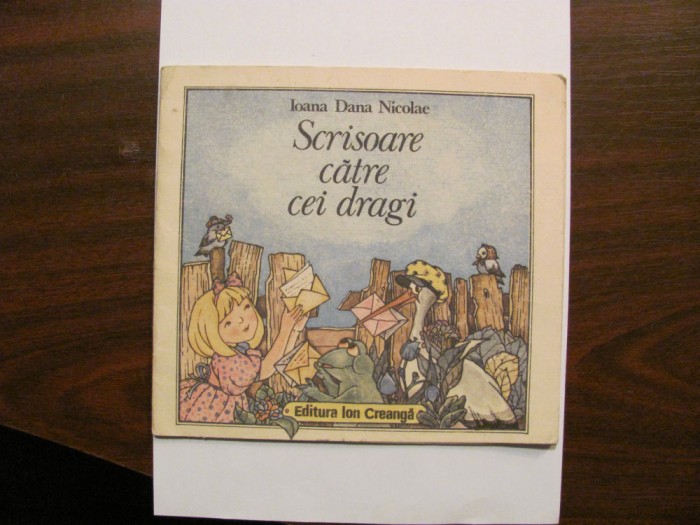 Ioana Dana Nicolae
Scrisoare
către
cei dragi
Editura Ion Creangă